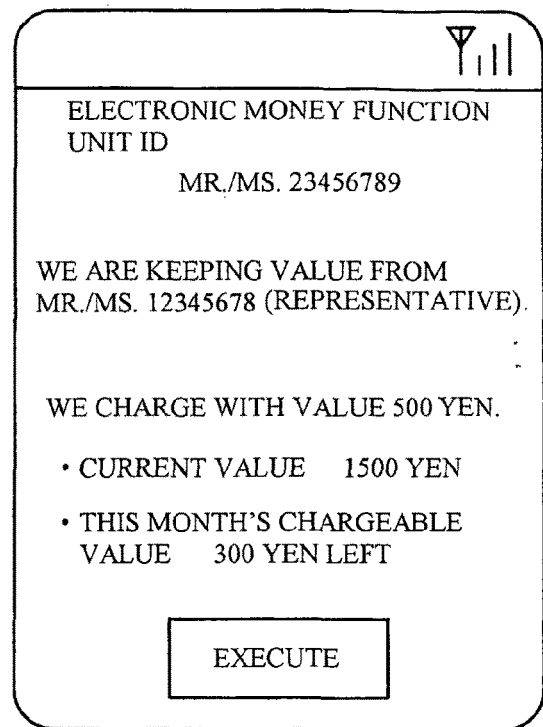 ELECTRONIC MONEY FUNCTION
UNIT ID
MR./MS. 23456789
WE ARE KEEPING VALUE FROM
MR./MS. 12345678 (REPRESENTATIVE).
WE CHARGE WITH VALUE 500 YEN.
• CURRENT VALUE 1500 YEN
• THIS MONTH'S CHARGEABLE
VALUE 300 YEN LEFT
EXECUTE